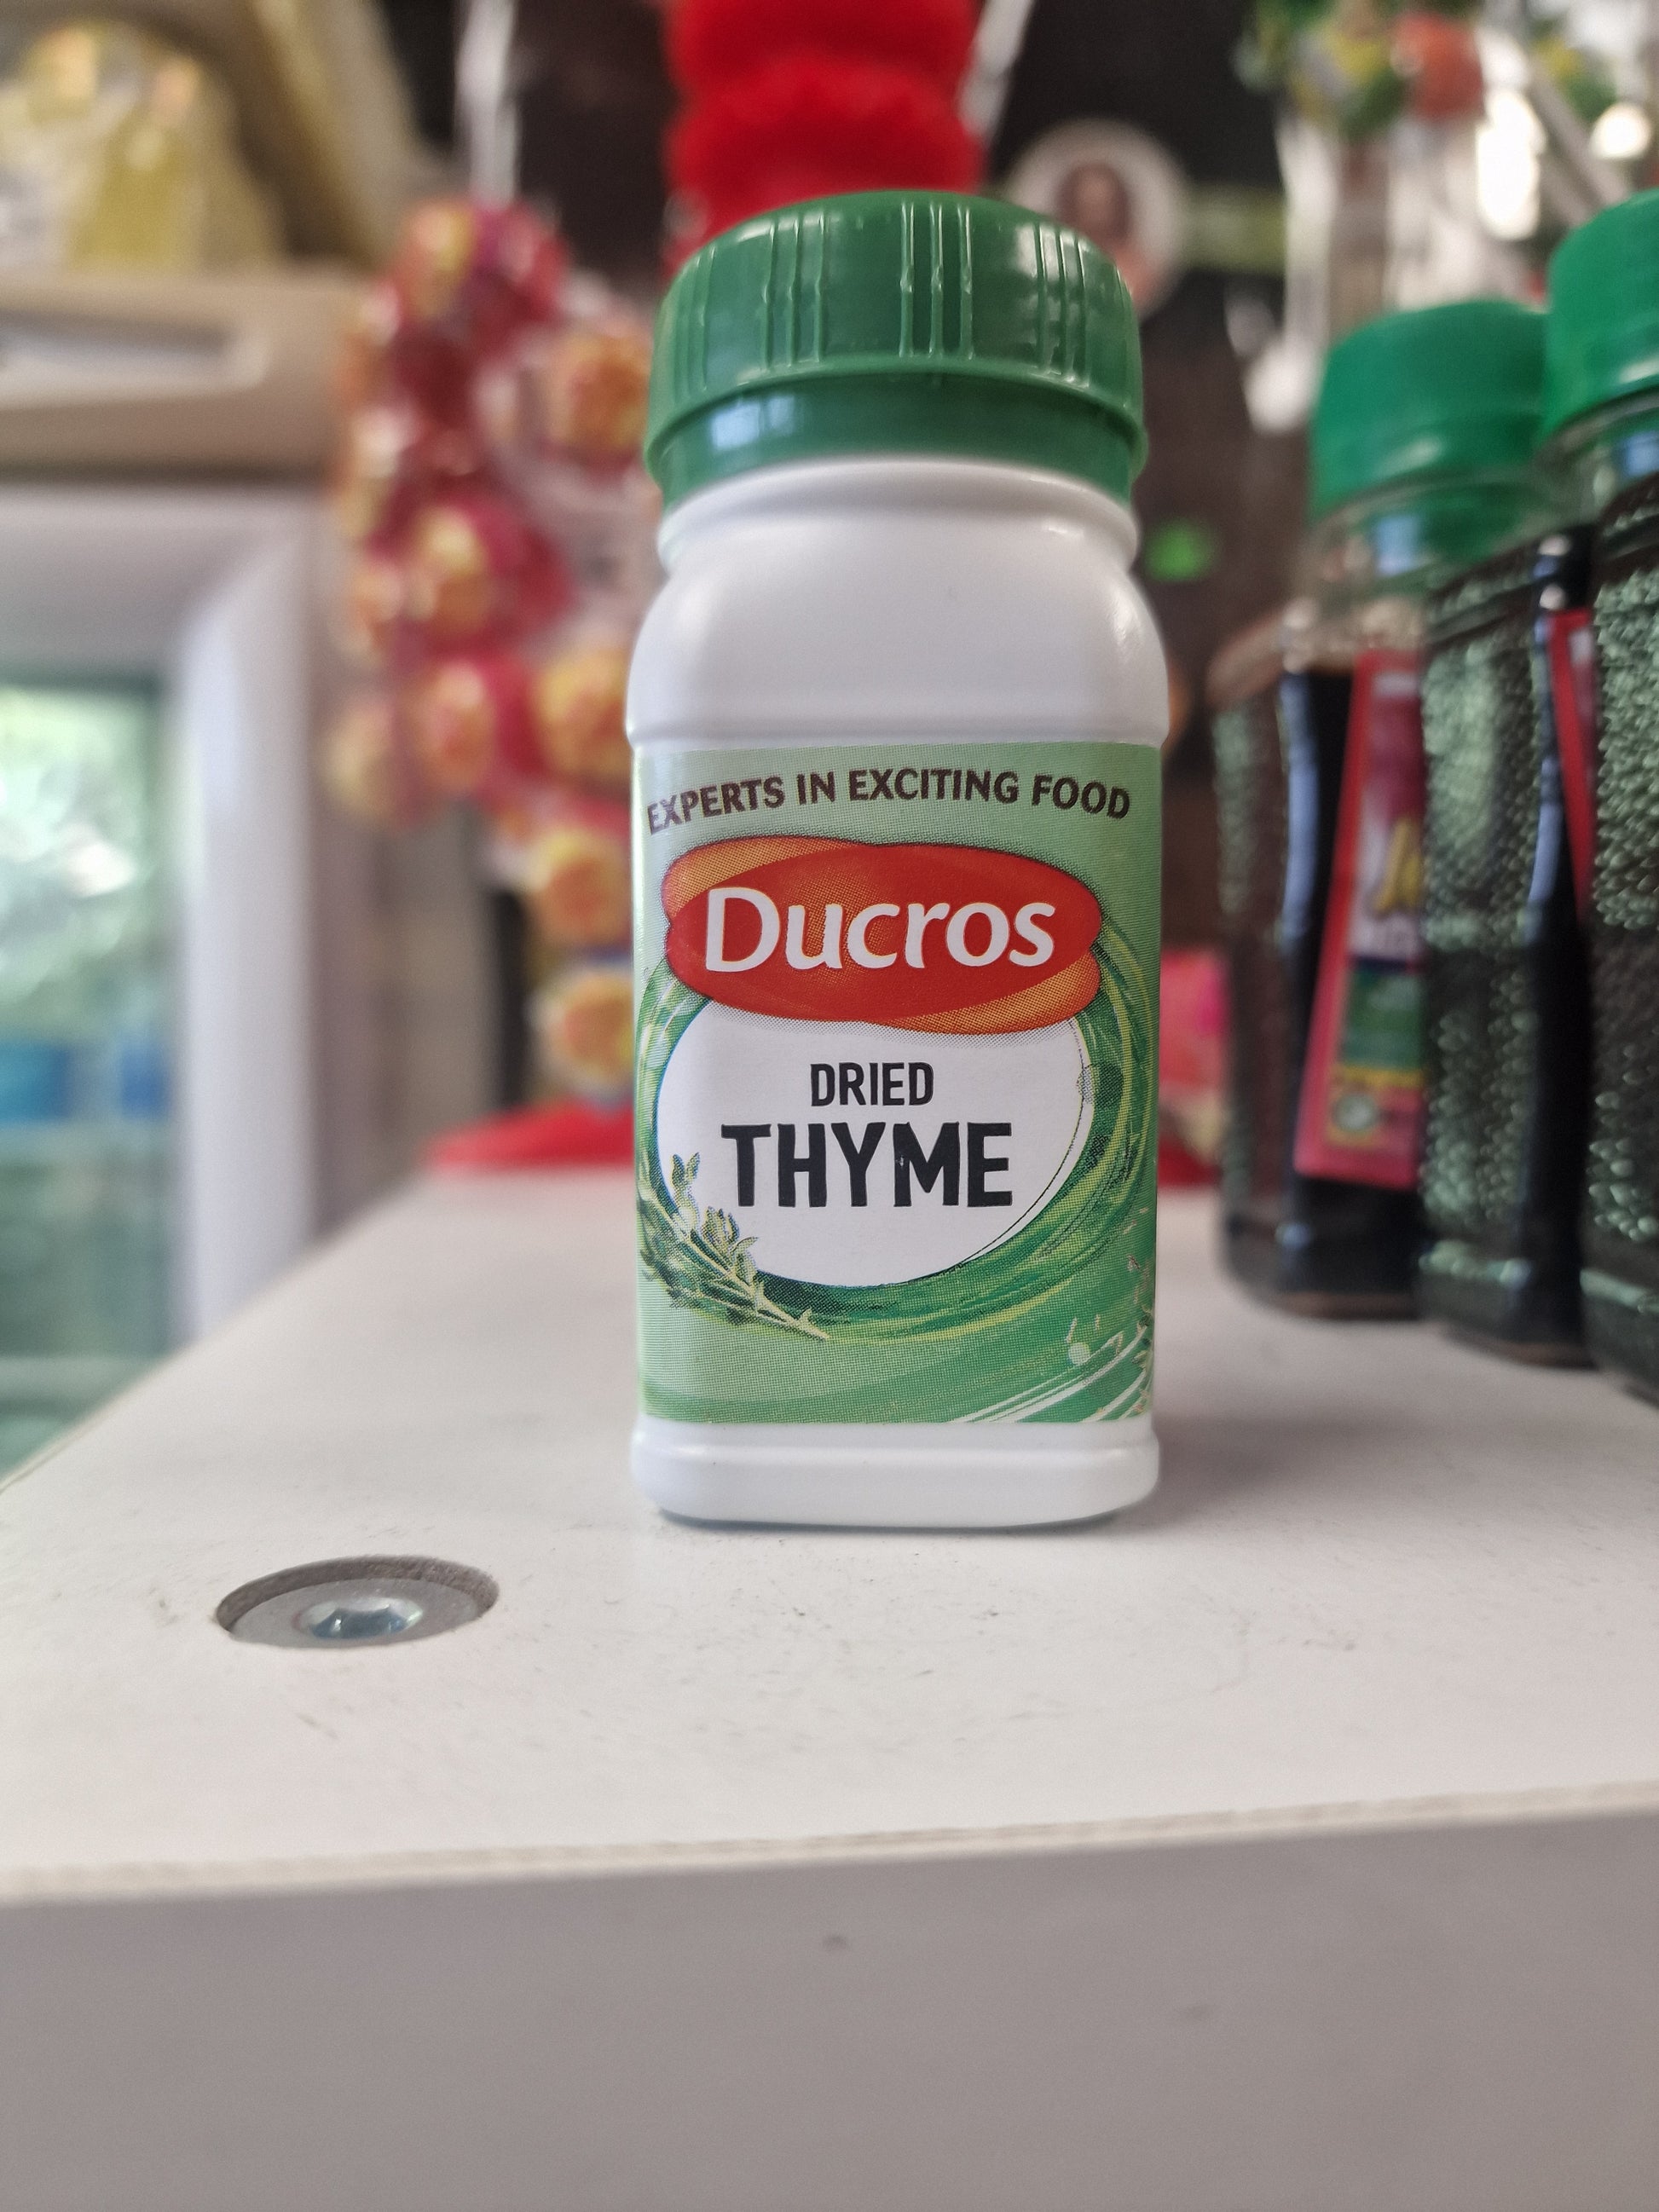 EXPERTS IN EXCITING FOOD
Ducros
DRIED
THYME